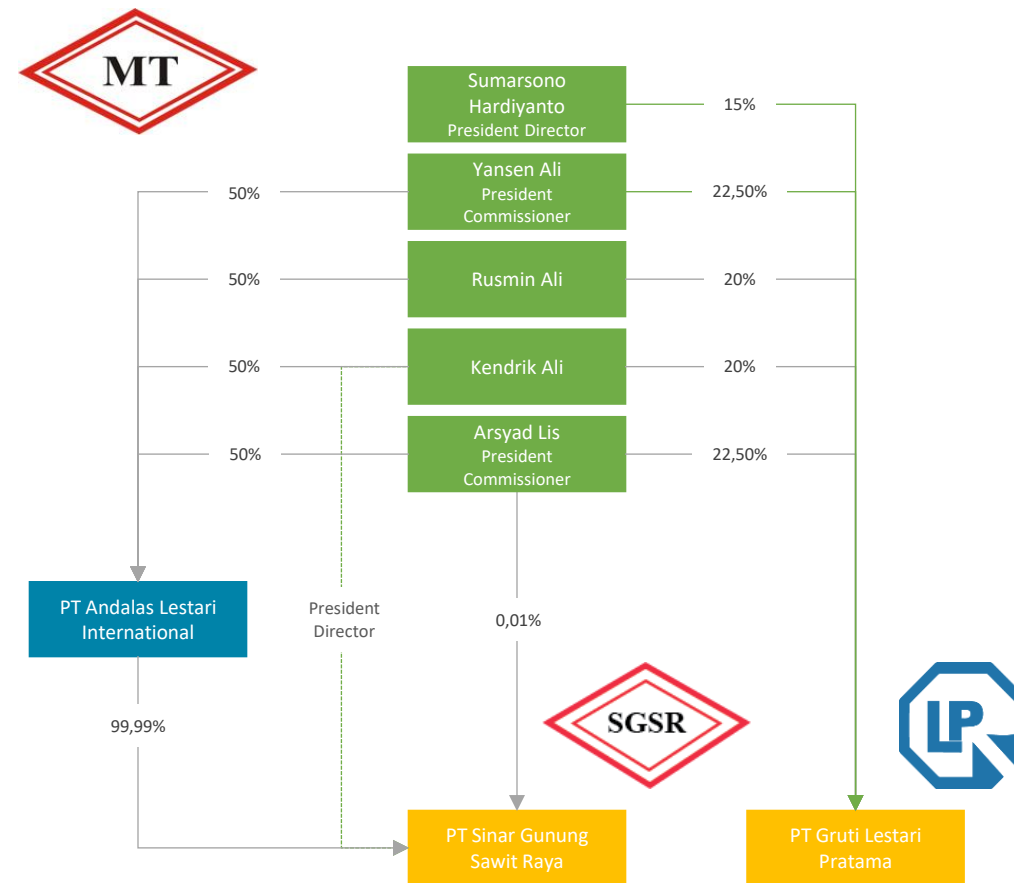 MT
Sumarsono
Hardiyanto
President Director
15%
50%
Yansen Ali
President
Commissioner
22,50%
50%
Rusmin Ali
20%
50%
Kendrik Ali
20%
50%
Arsyad Lis
President
Commissioner
22,50%
PT Andalas Lestari
International
President
Director
0,01%
99,99%
SGSR
LP
PT Sinar Gunung
Sawit Raya
PT Gruti Lestari
Pratama